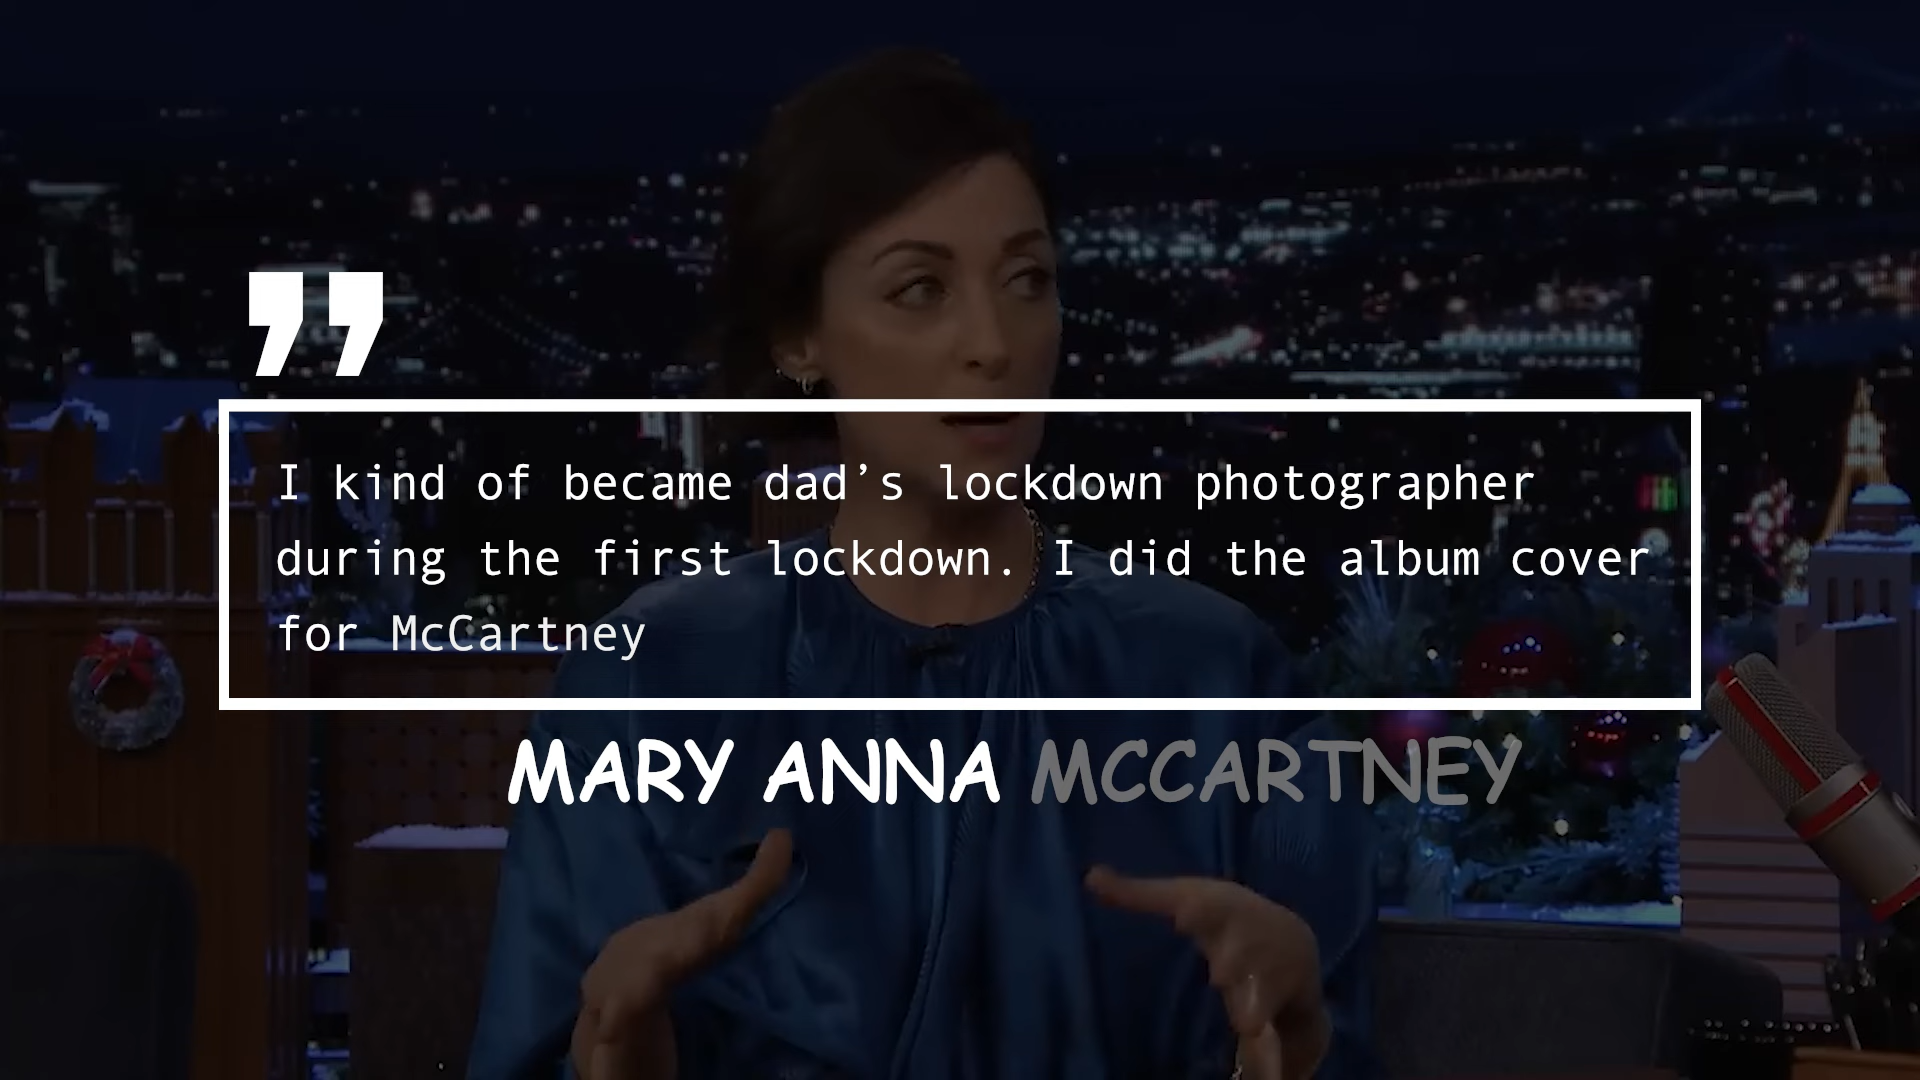 ”
I kind of became dad’s lockdown photographer
during the first lockdown. I did the album cover
for McCartney
MARY ANNA MCCARTNEY